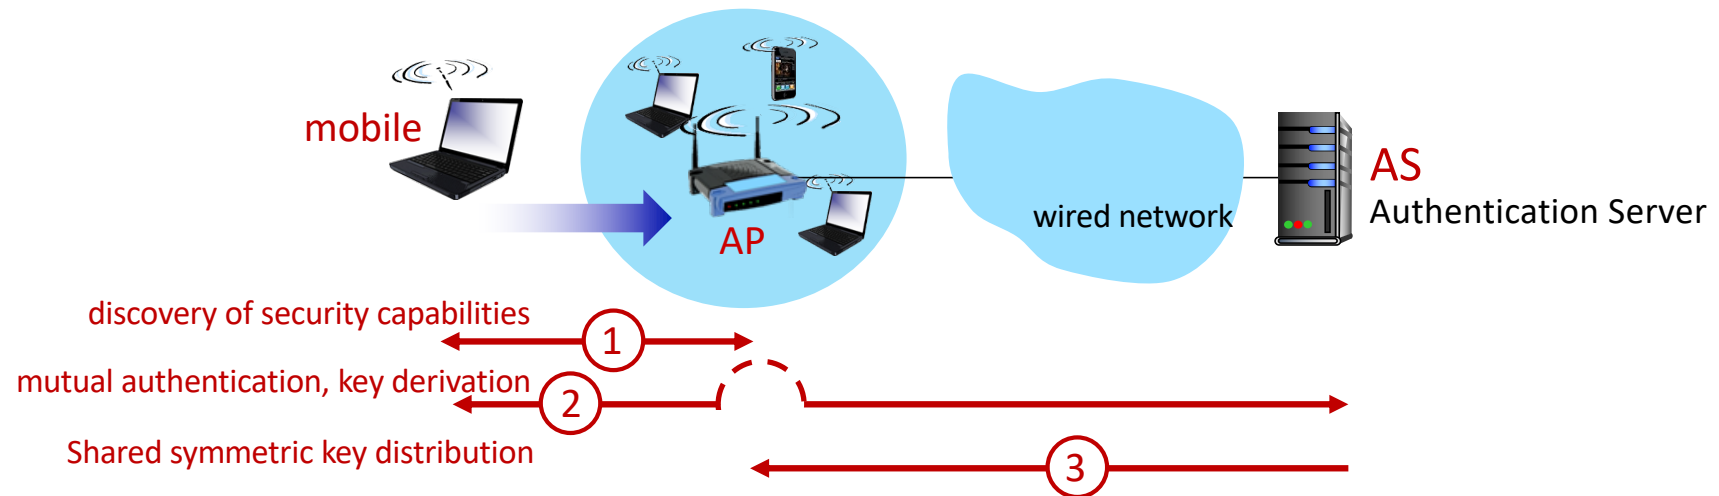 mobile
AP
wired network
AS
Authentication Server
discovery of security capabilities
1
mutual authentication, key derivation
2
Shared symmetric key distribution
3